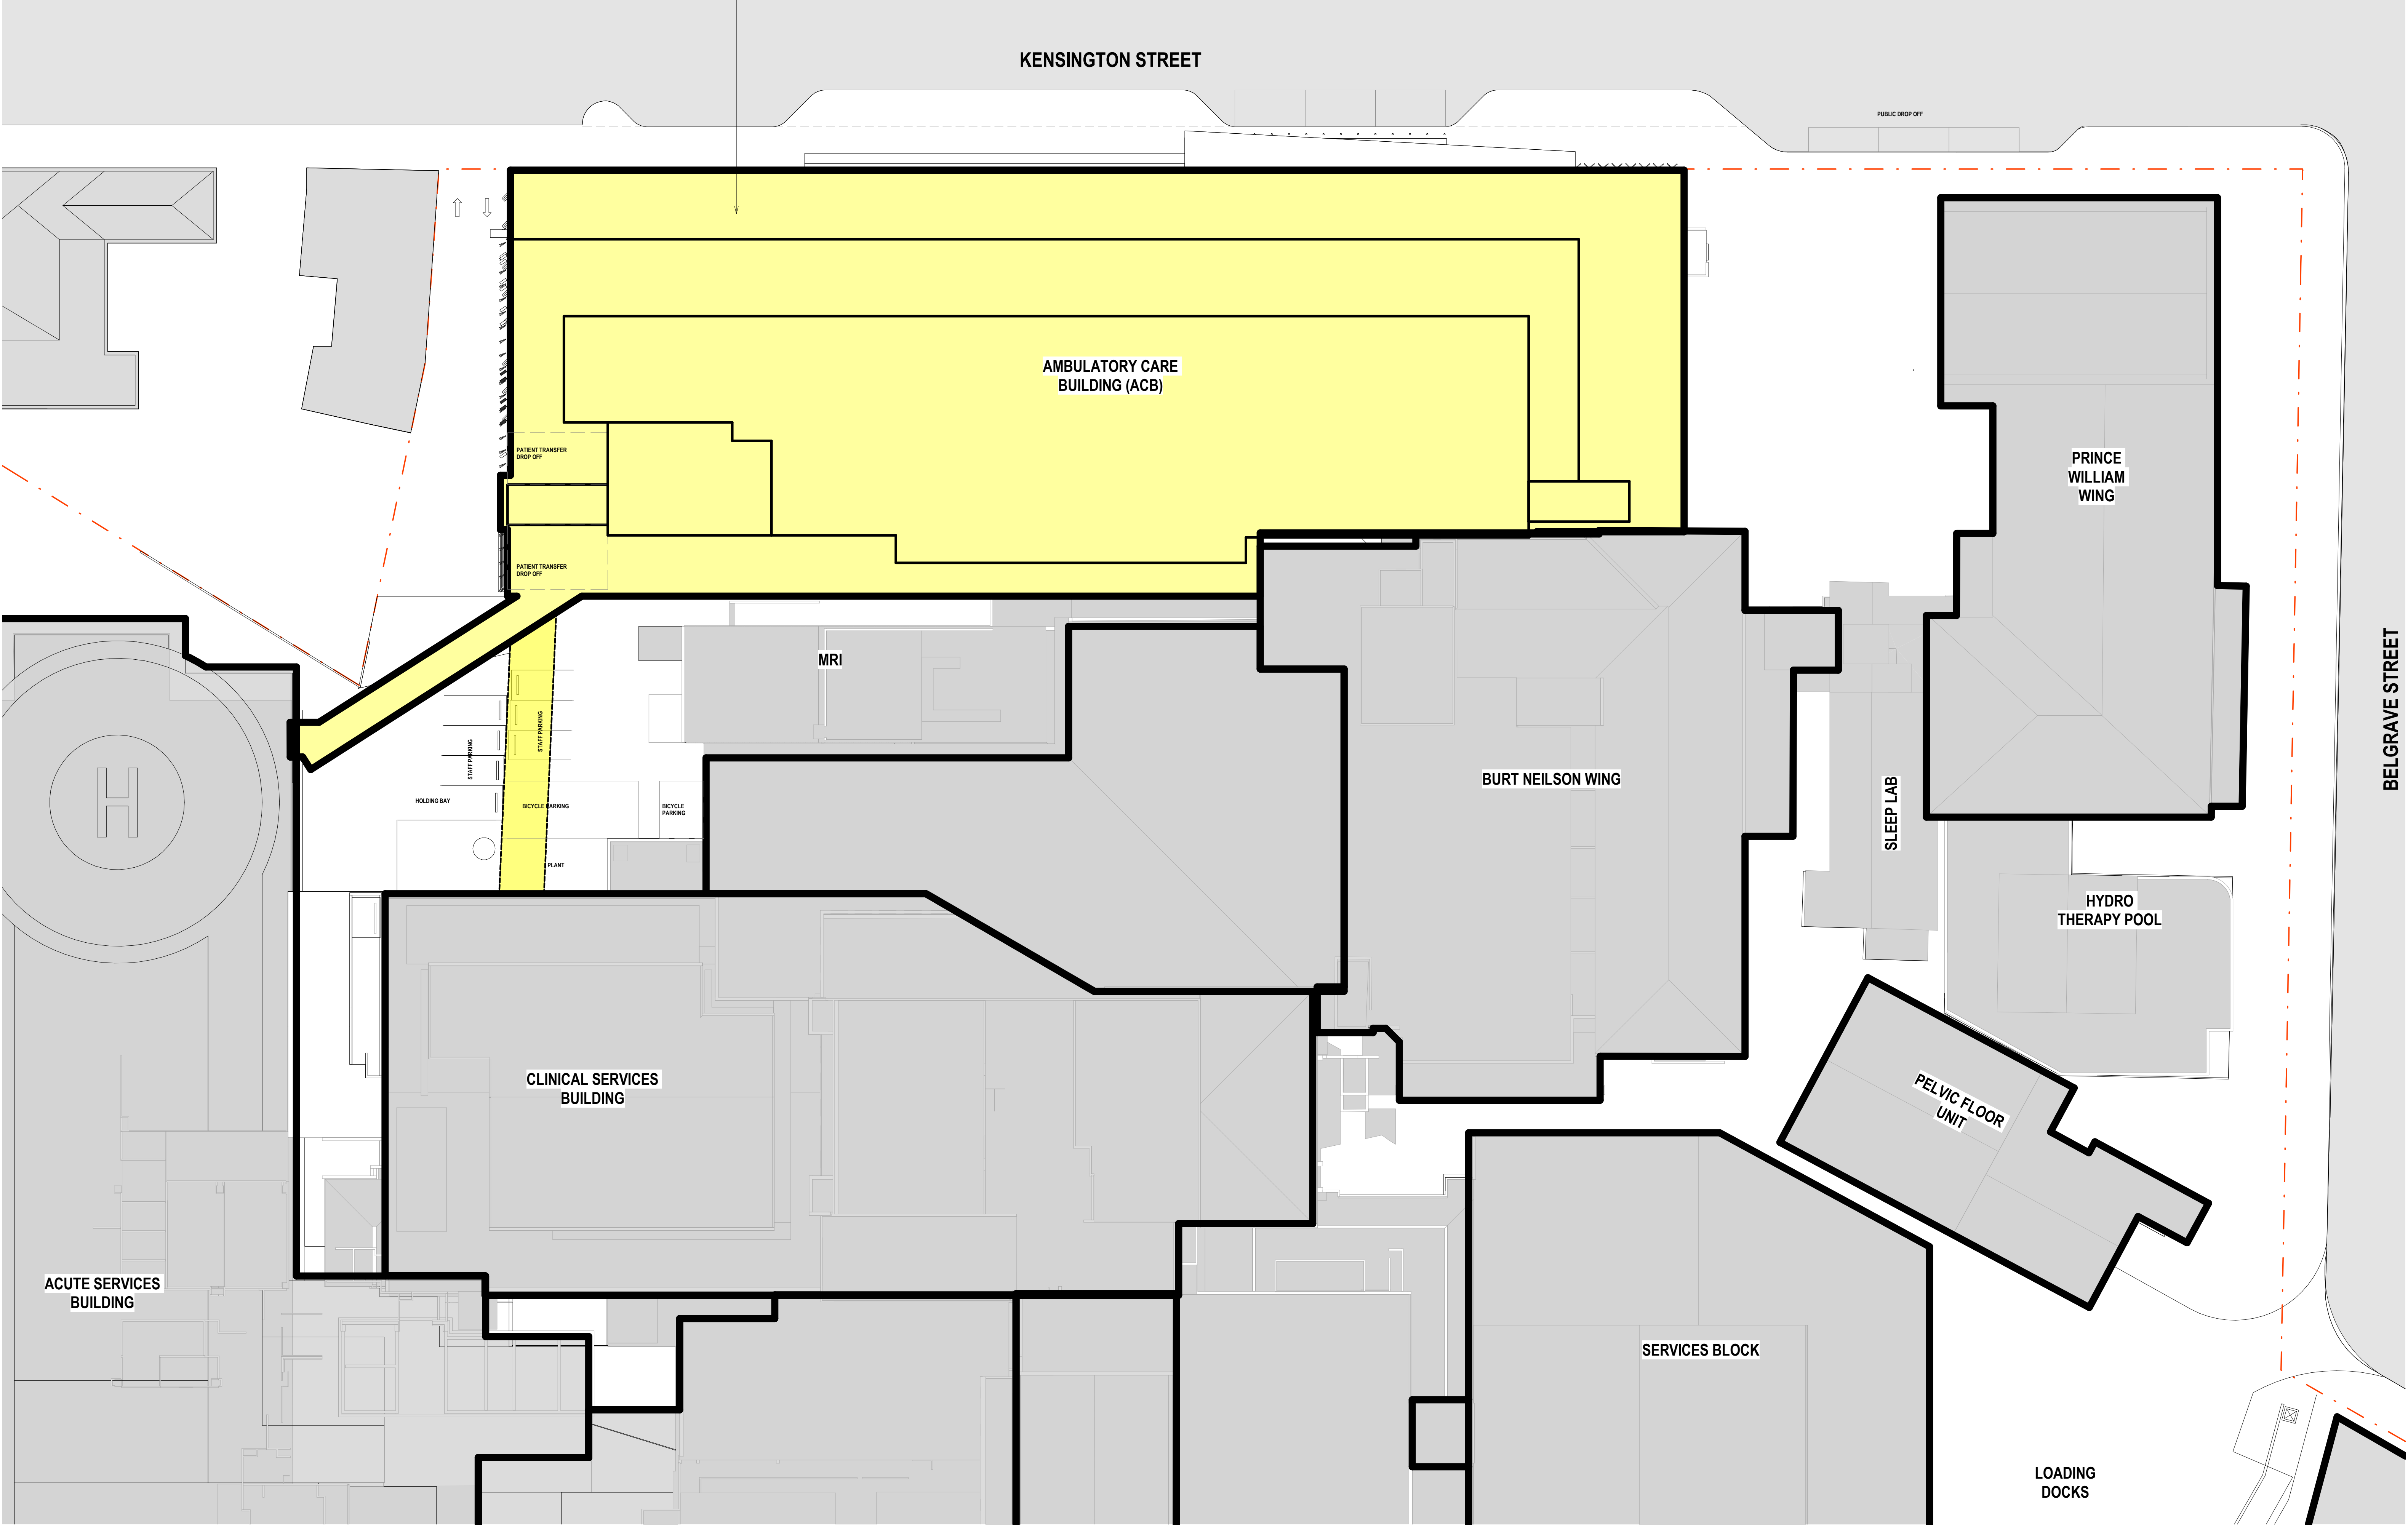 KENSINGTON STREET
PUBLIC DROP OFF
AMBULATORY CARE
BUILDING (ACB)
PATIENT TRANSFER
DROP OFF
PRINCE
WILLIAM
WING
PATIENT TRANSFER
DROP OFF
MRI
BELGRAVE STREET
STAFF PARKING
STAFF PARKING
BURT NEILSON WING
HOLDING BAY
BICYCLE PARKING
BICYCLE
PARKING
SLEEP LAB
PLANT
H
HYDRO
THERAPY POOL
CLINICAL SERVICES
BUILDING
PELVIC FLOOR
UNIT
ACUTE SERVICES
BUILDING
SERVICES BLOCK
LOADING
DOCKS